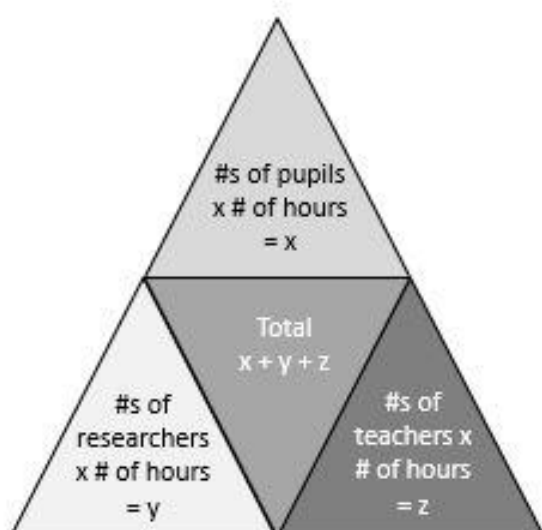 #s of pupils
x # of hours
= x
Total
x + y + z
#s of
researchers
x # of hours
= y
#s of
teachers x
# of hours
= z